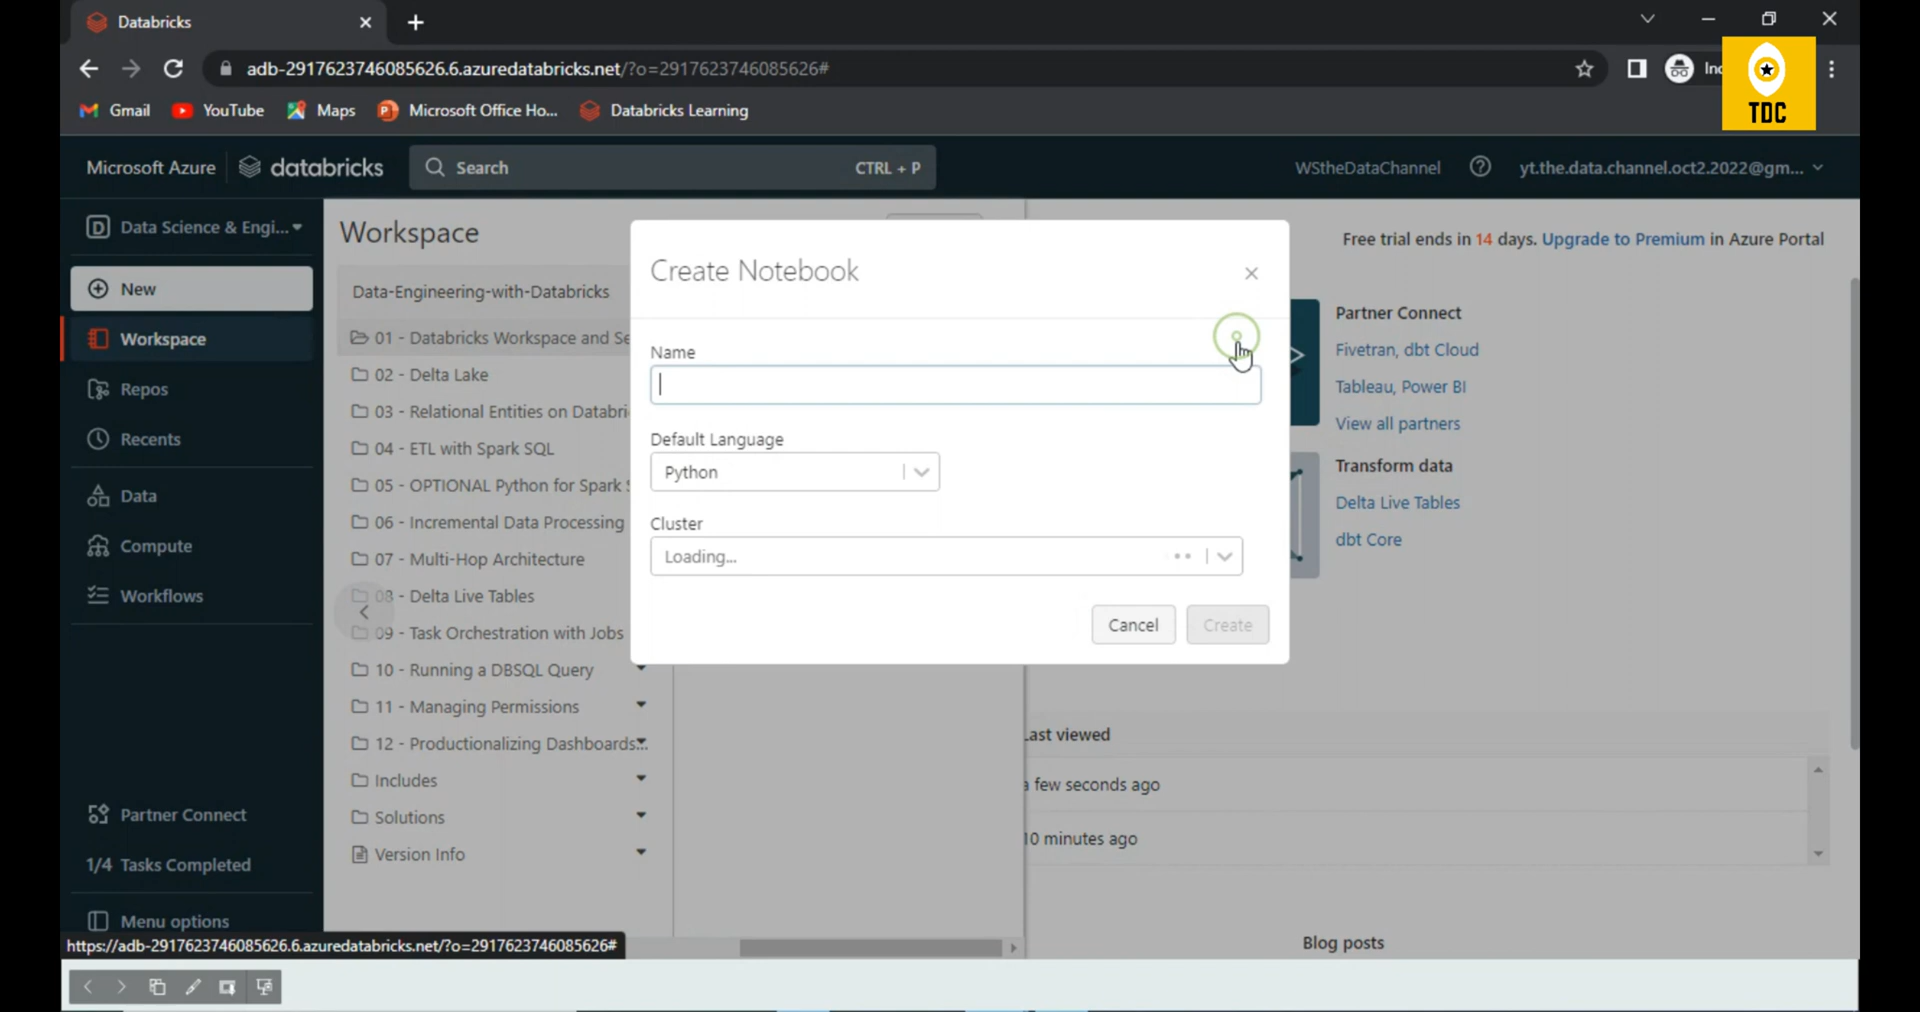 Databricks
adb-2917623746085626.6.azuredatabricks.net/?o=2917623746085626#
Inc
TDC
Gmail
YouTube
Maps
Microsoft Office Ho...
Databricks Learning
Microsoft Azure
databricks
Search
CTRL + P
WStheDataChannel
yt.the.data.channel.oct2.2022@gm...
Data Science & Engi...
New
Workspace
Repos
Recents
Data
Compute
Workflows
Partner Connect
1/4 Tasks Completed
Menu options
Workspace
Data-Engineering-with-Databricks
01 - Databricks Workspace and Se
02 - Delta Lake
03 - Relational Entities on Databri
04 - ETL with Spark SQL
05 - OPTIONAL Python for Spark S
06 - Incremental Data Processing
07 - Multi-Hop Architecture
08 - Delta Live Tables
09 - Task Orchestration with Jobs
10 - Running a DBSQL Query
11 - Managing Permissions
12 - Productionalizing Dashboards...
Includes
Solutions
Version Info
Create Notebook
Name
Default Language
Python
Cluster
Loading...
Cancel
Create
Free trial ends in 14 days. Upgrade to Premium in Azure Portal
Partner Connect
Fivetran, dbt Cloud
Tableau, Power BI
View all partners
Transform data
Delta Live Tables
dbt Core
Last viewed
a few seconds ago
10 minutes ago
Blog posts
https://adb-2917623746085626.6.azuredatabricks.net/?o=2917623746085626#